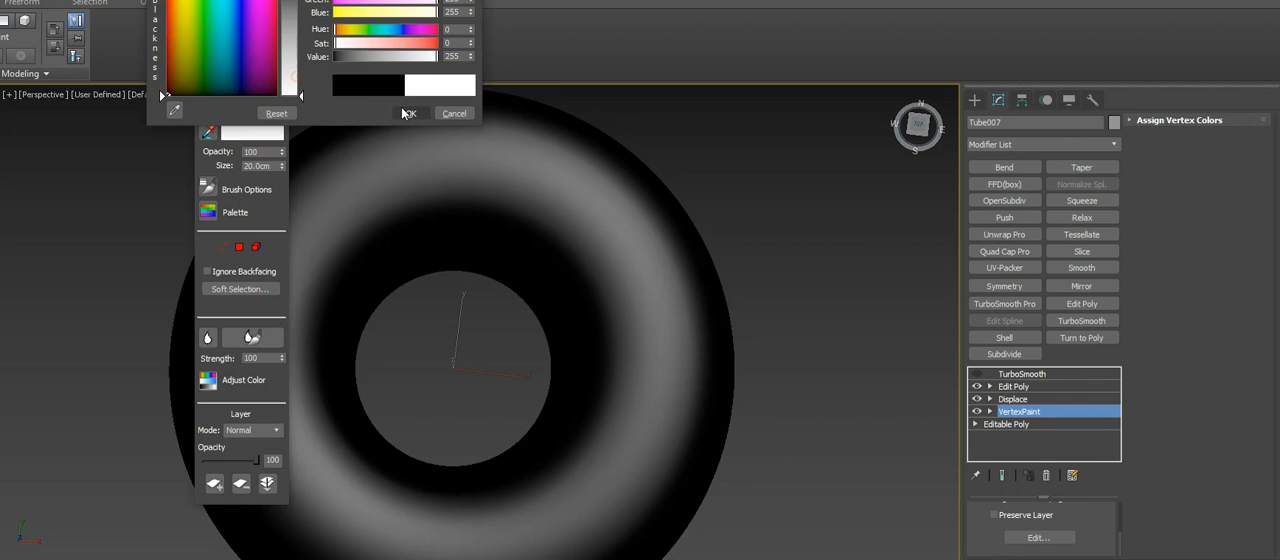 Green: 255
Blue: 255
Hue: 0
Sat: 0
Value: 255
Blackness
Reset
OK
Cancel
Modeling
[+] [Perspective ] [User Defined ] [Def
N
W
TOP
E
S
Opacity: 100
Size: 20.0cm
Brush Options
Palette
Ignore Backfacing
Soft Selection...
Strength: 100
Adjust Color
Layer
Mode: Normal
Opacity
100
Tube007
Assign Vertex Colors
Modifier List
Bend
Taper
FFD(box)
Normalize Spl.
OpenSubdiv
Squeeze
Push
Relax
Unwrap Pro
Tessellate
Quad Cap Pro
Slice
UV-Packer
Smooth
Symmetry
Mirror
TurboSmooth Pro
Edit Poly
Edit Spline
TurboSmooth
Shell
Turn to Poly
Subdivide
TurboSmooth
Edit Poly
Displace
VertexPaint
Editable Poly
Preserve Layer
Edit...